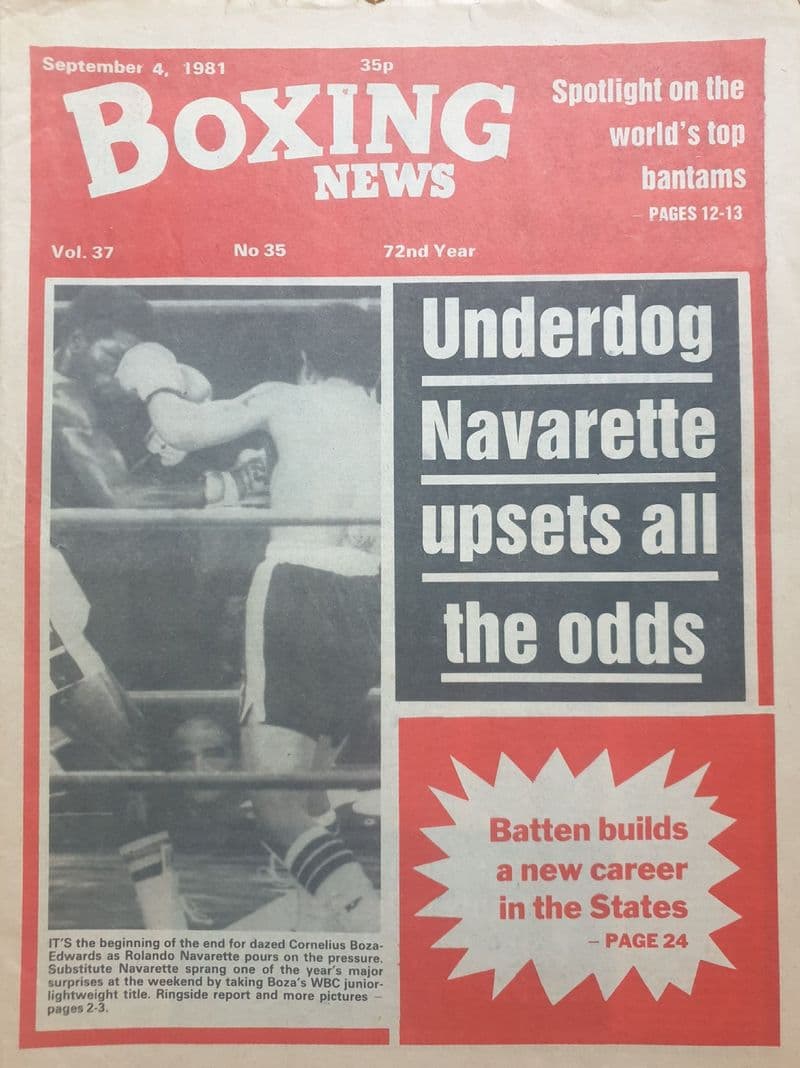 September 4, 1981
35p
BOXING
NEWS
Spotlight on the
world's top
bantams
– PAGES 12-13
Vol. 37
No 35
72nd Year
Underdog
Navarette
upsets all
the odds
IT'S the beginning of the end for dazed Cornelius Boza-
Edwards as Rolando Navarette pours on the pressure.
Substitute Navarette sprang one of the year's major
surprises at the weekend by taking Boza's WBC junior-
lightweight title. Ringside report and more pictures –
pages 2-3.
Batten builds
a new career
in the States
– PAGE 24